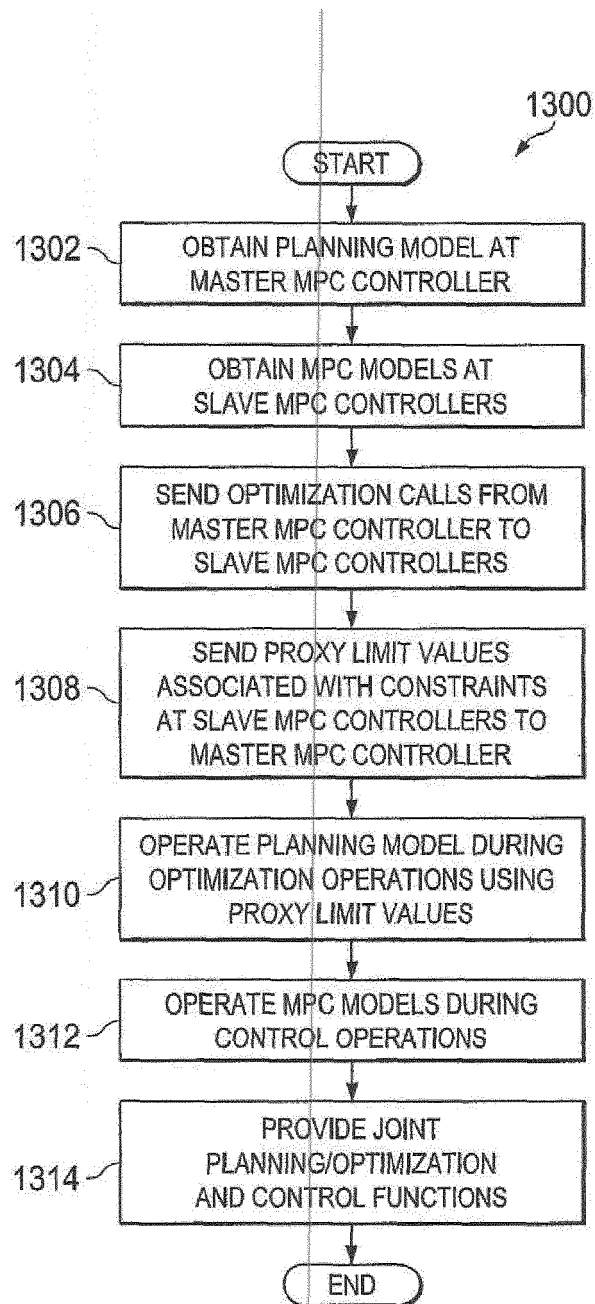 1300
START
1302
OBTAIN PLANNING MODEL AT
MASTER MPC CONTROLLER
1304
OBTAIN MPC MODELS AT
SLAVE MPC CONTROLLERS
1306
SEND OPTIMIZATION CALLS FROM
MASTER MPC CONTROLLER TO
SLAVE MPC CONTROLLERS
1308
SEND PROXY LIMIT VALUES
ASSOCIATED WITH CONSTRAINTS
AT SLAVE MPC CONTROLLERS TO
MASTER MPC CONTROLLER
1310
OPERATE PLANNING MODEL DURING
OPTIMIZATION OPERATIONS USING
PROXY LIMIT VALUES
1312
OPERATE MPC MODELS DURING
CONTROL OPERATIONS
1314
PROVIDE JOINT
PLANNING/OPTIMIZATION
AND CONTROL FUNCTIONS
END